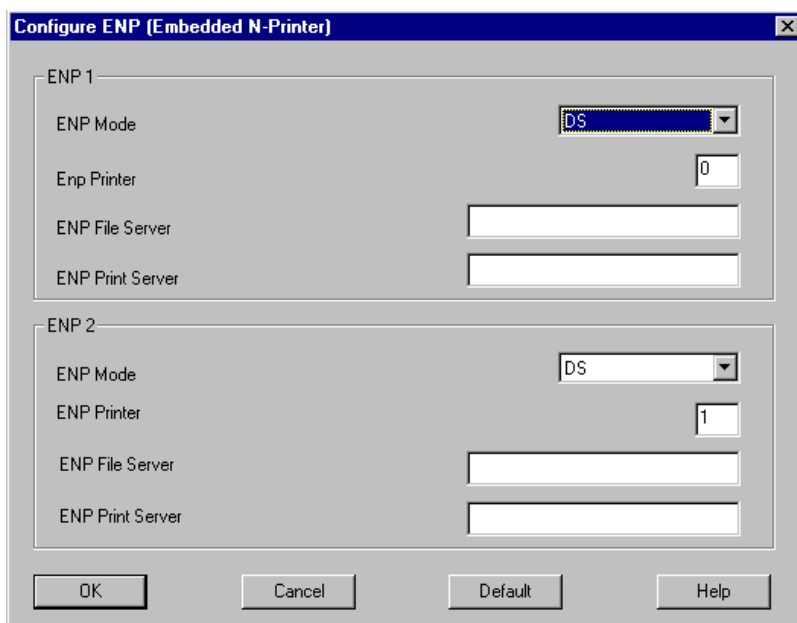 Configure ENP (Embedded N-Printer)
ENP 1
ENP Mode DS
Enp Printer 0
ENP File Server
ENP Print Server
ENP 2
ENP Mode DS
ENP Printer 1
ENP File Server
ENP Print Server
OK Cancel Default Help